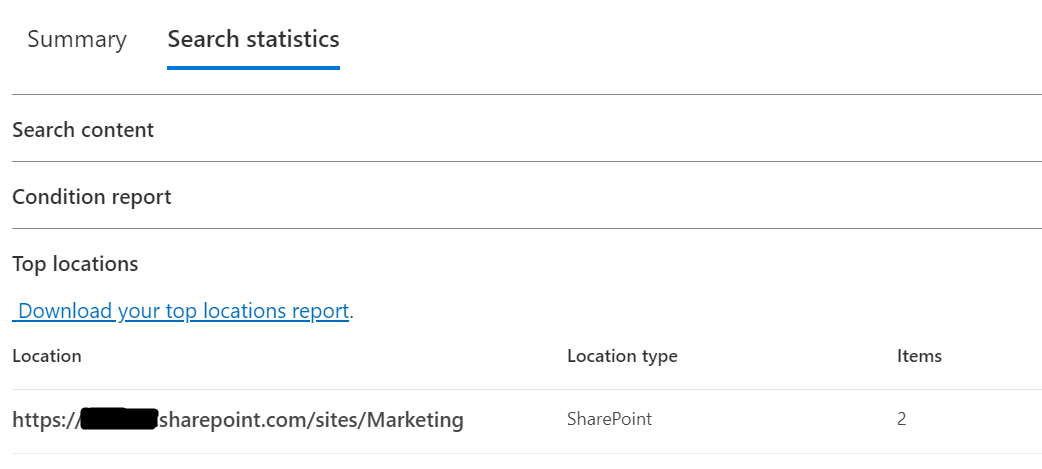 Summary Search statistics
Search content
Condition report
Top locations
Download your top locations report.
Location Location type Items
https:// sharepoint.com/sites/Marketing SharePoint 2